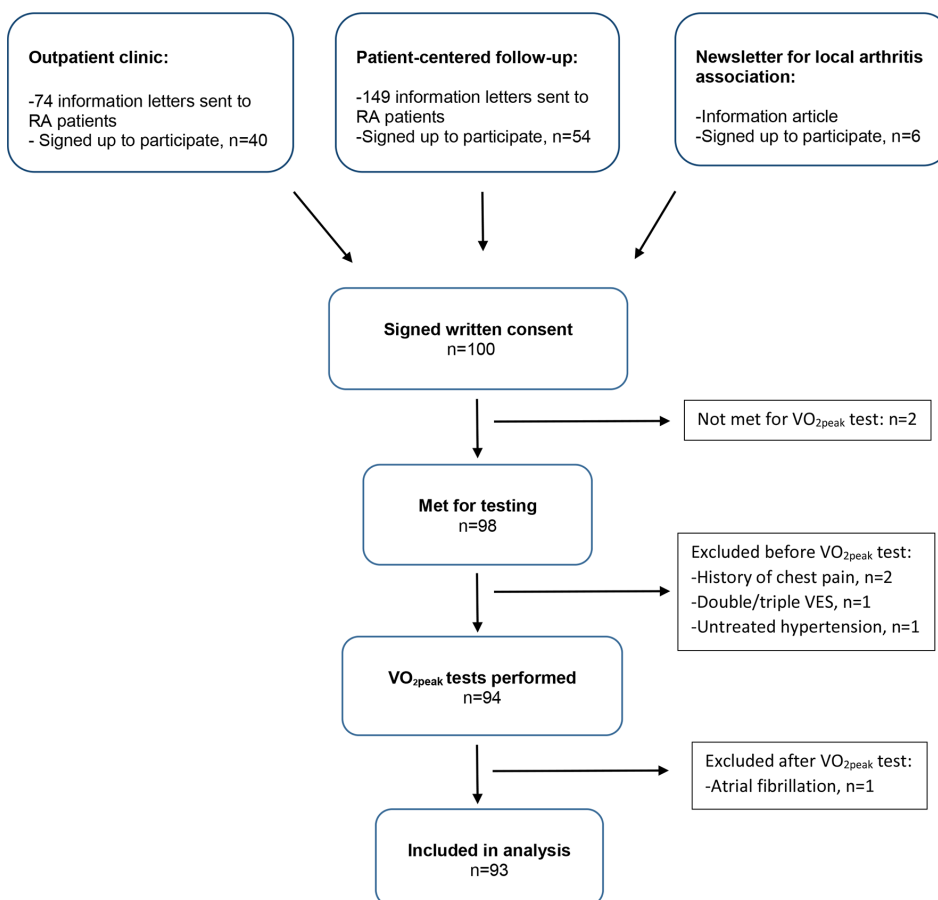 Outpatient clinic:
-74 information letters sent to
RA patients
- Signed up to participate, n=40
Patient-centered follow-up:
-149 information letters sent to
RA patients
-Signed up to participate, n=54
Newsletter for local arthritis
association:
-Information article
-Signed up to participate, n=6
Signed written consent
n=100
Not met for VO₂peak test: n=2
Met for testing
n=98
Excluded before VO₂peak test:
-History of chest pain, n=2
-Double/triple VES, n=1
-Untreated hypertension, n=1
VO₂peak tests performed
n=94
Excluded after VO₂peak test:
-Atrial fibrillation, n=1
Included in analysis
n=93